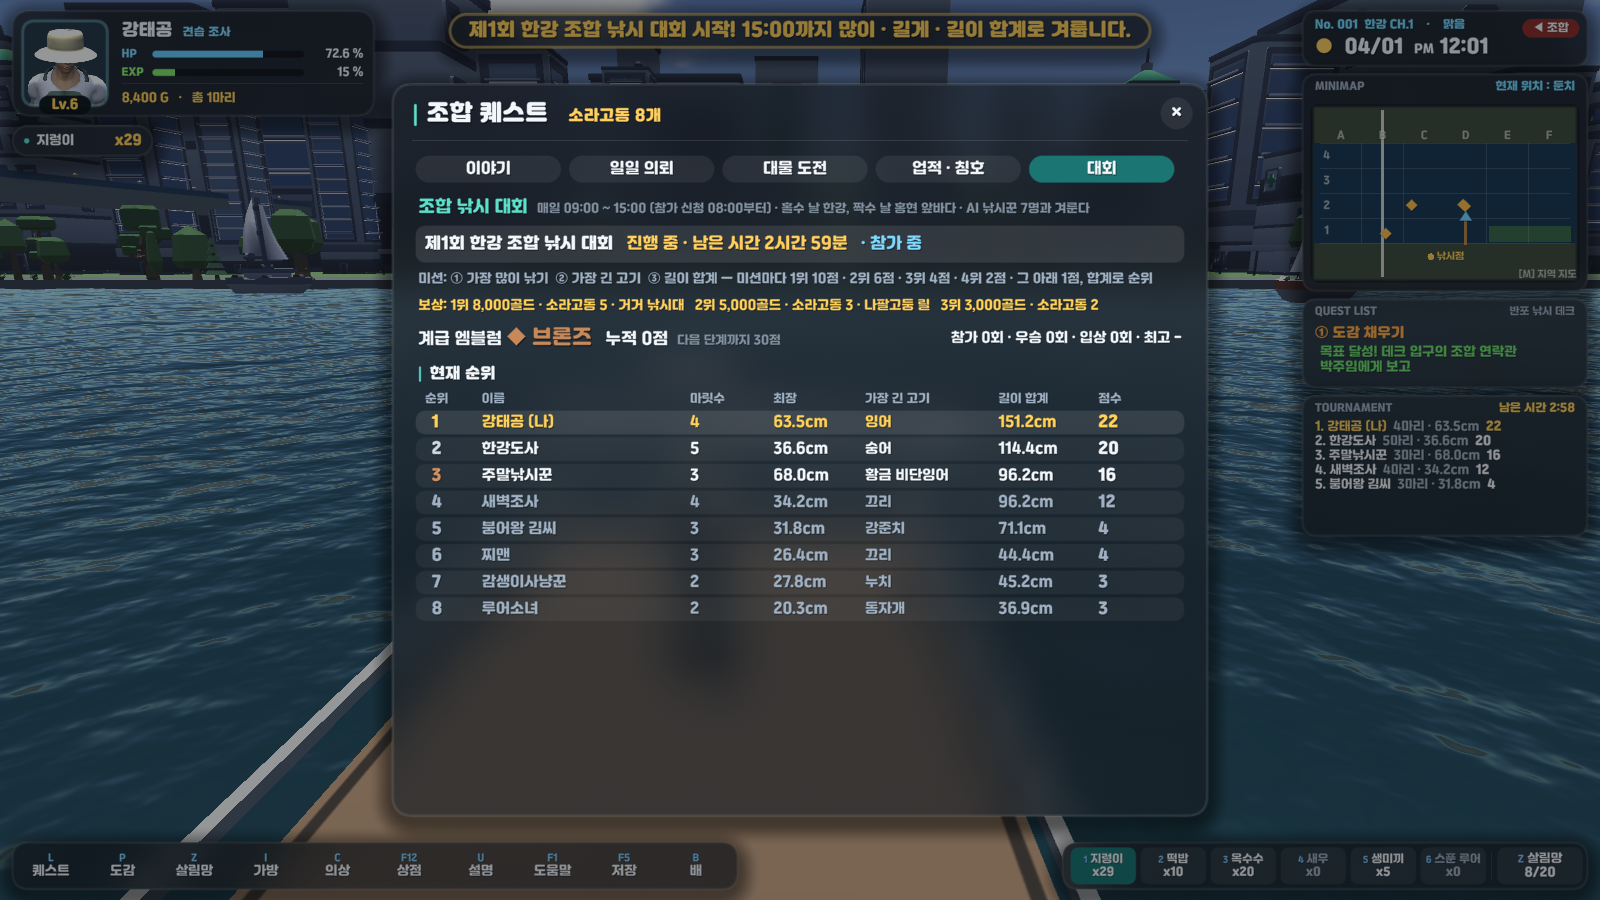 강태공 견습 조사
HP 72.6 %
EXP 15 %
Lv.6
8,400 G · 총 1마리
지렁이 x29
제1회 한강 조합 낚시 대회 시작! 15:00까지 많이 · 길게 · 길이 합계로 겨룹니다.
No. 001 한강 CH.1 · 맑음
◀ 조합
04/01 PM 12:01
MINIMAP 현재 위치 : 둔치
A B C D E F
4
3
2
1
낚시점
[M] 지역 지도
QUEST LIST 반포 낚시 데크
① 도감 채우기
목표 달성! 데크 입구의 조합 연락관
박주임에게 보고
TOURNAMENT 남은 시간 2:58
1. 강태공 (나) 4마리 · 63.5cm 22
2. 한강도사 5마리 · 36.6cm 20
3. 주말낚시꾼 3마리 · 68.0cm 16
4. 새벽조사 4마리 · 34.2cm 12
5. 붕어왕 김씨 3마리 · 31.8cm 4
조합 퀘스트 소라고둥 8개
×
이야기 일일 의뢰 대물 도전 업적 · 칭호 대회
조합 낚시 대회 매일 09:00 ~ 15:00 (참가 신청 08:00부터) · 홀수 날 한강, 짝수 날 홍현 앞바다 · AI 낚시꾼 7명과 겨룬다
제1회 한강 조합 낚시 대회 진행 중 · 남은 시간 2시간 59분 · 참가 중
미션: ① 가장 많이 낚기 ② 가장 긴 고기 ③ 길이 합계 — 미션마다 1위 10점 · 2위 6점 · 3위 4점 · 4위 2점 · 그 아래 1점, 합계로 순위
보상: 1위 8,000골드 · 소라고둥 5 · 거거 낚시대 2위 5,000골드 · 소라고둥 3 · 나팔고둥 릴 3위 3,000골드 · 소라고둥 2
계급 엠블럼 ◆ 브론즈 누적 0점 다음 단계까지 30점 참가 0회 · 우승 0회 · 입상 0회 · 최고 -
현재 순위
순위 이름 마릿수 최장 가장 긴 고기 길이 합계 점수
1 강태공 (나) 4 63.5cm 잉어 151.2cm 22
2 한강도사 5 36.6cm 숭어 114.4cm 20
3 주말낚시꾼 3 68.0cm 황금 비단잉어 96.2cm 16
4 새벽조사 4 34.2cm 끄리 96.2cm 12
5 붕어왕 김씨 3 31.8cm 강준치 71.1cm 4
6 찌맨 3 26.4cm 끄리 44.4cm 4
7 감생이사냥꾼 2 27.8cm 누치 45.2cm 3
8 루어소녀 2 20.3cm 동자개 36.9cm 3
L P Z I C F12 U F1 F5 B
퀘스트 도감 살림망 가방 의상 상점 설명 도움말 저장 배
1 지렁이 2 떡밥 3 옥수수 4 새우 5 생미끼 6 스푼 루어 Z 살림망
x29 x10 x20 x0 x5 x0 8/20